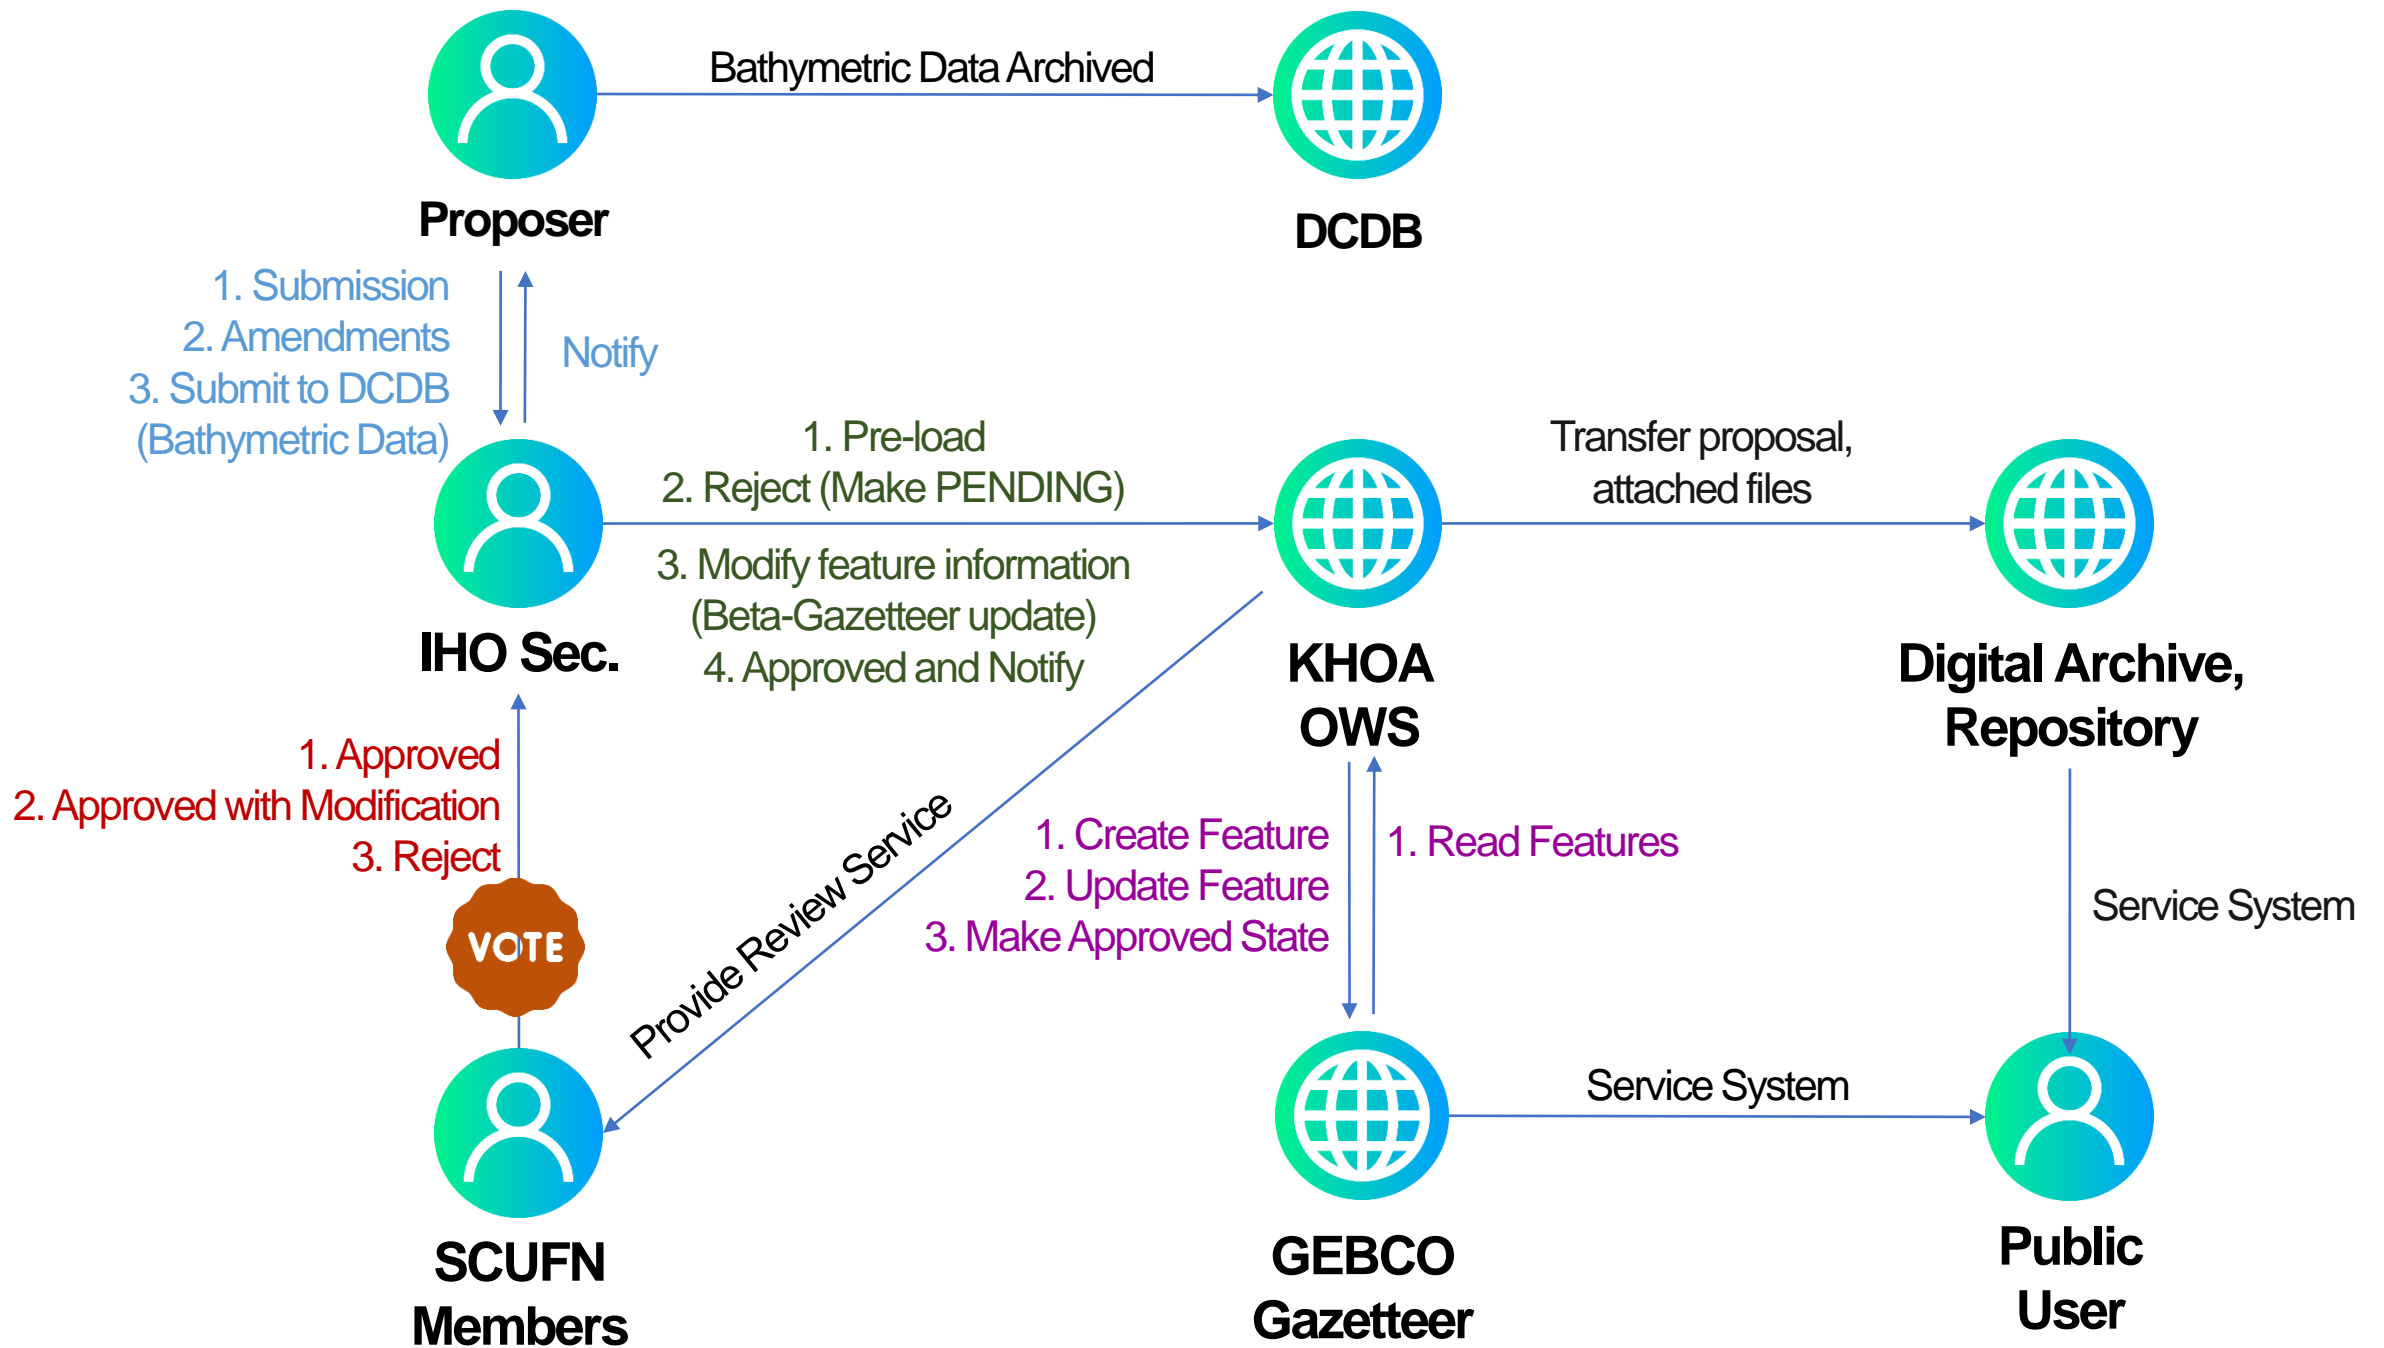 Bathymetric Data Archived
Proposer
DCDB
1. Submission
2. Amendments
3. Submit to DCDB
(Bathymetric Data)
Notify
1. Pre-load
2. Reject (Make PENDING)
3. Modify feature information
(Beta-Gazetteer update)
4. Approved and Notify
Transfer proposal,
attached files
IHO Sec.
KHOA
OWS
Digital Archive,
Repository
1. Approved
2. Approved with Modification
3. Reject
VOTE
Provide Review Service
1. Create Feature
2. Update Feature
3. Make Approved State
1. Read Features
Service System
Service System
SCUFN
Members
GEBCO
Gazetteer
Public
User